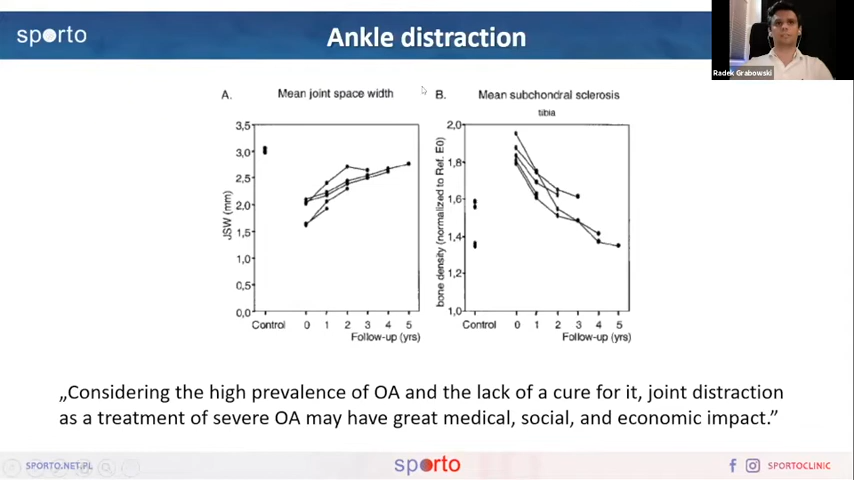 sporto
Ankle distraction
Radek Grabowski
A. Mean joint space width
3,5
3,0
2,5
2,0
1,5
1,0
0,5
0,0
JSW (mm)
Control 0 1 2 3 4 5
Follow-up (yrs)
B. Mean subchondral sclerosis
tibia
2,0
1,8
1,6
1,4
1,2
1,0
bone density (normalized to Ref. E0)
Control 0 1 2 3 4 5
Follow-up (yrs)
„Considering the high prevalence of OA and the lack of a cure for it, joint distraction
as a treatment of severe OA may have great medical, social, and economic impact.”
SPORTO.NET.PL
sporto
SPORTOCLINIC